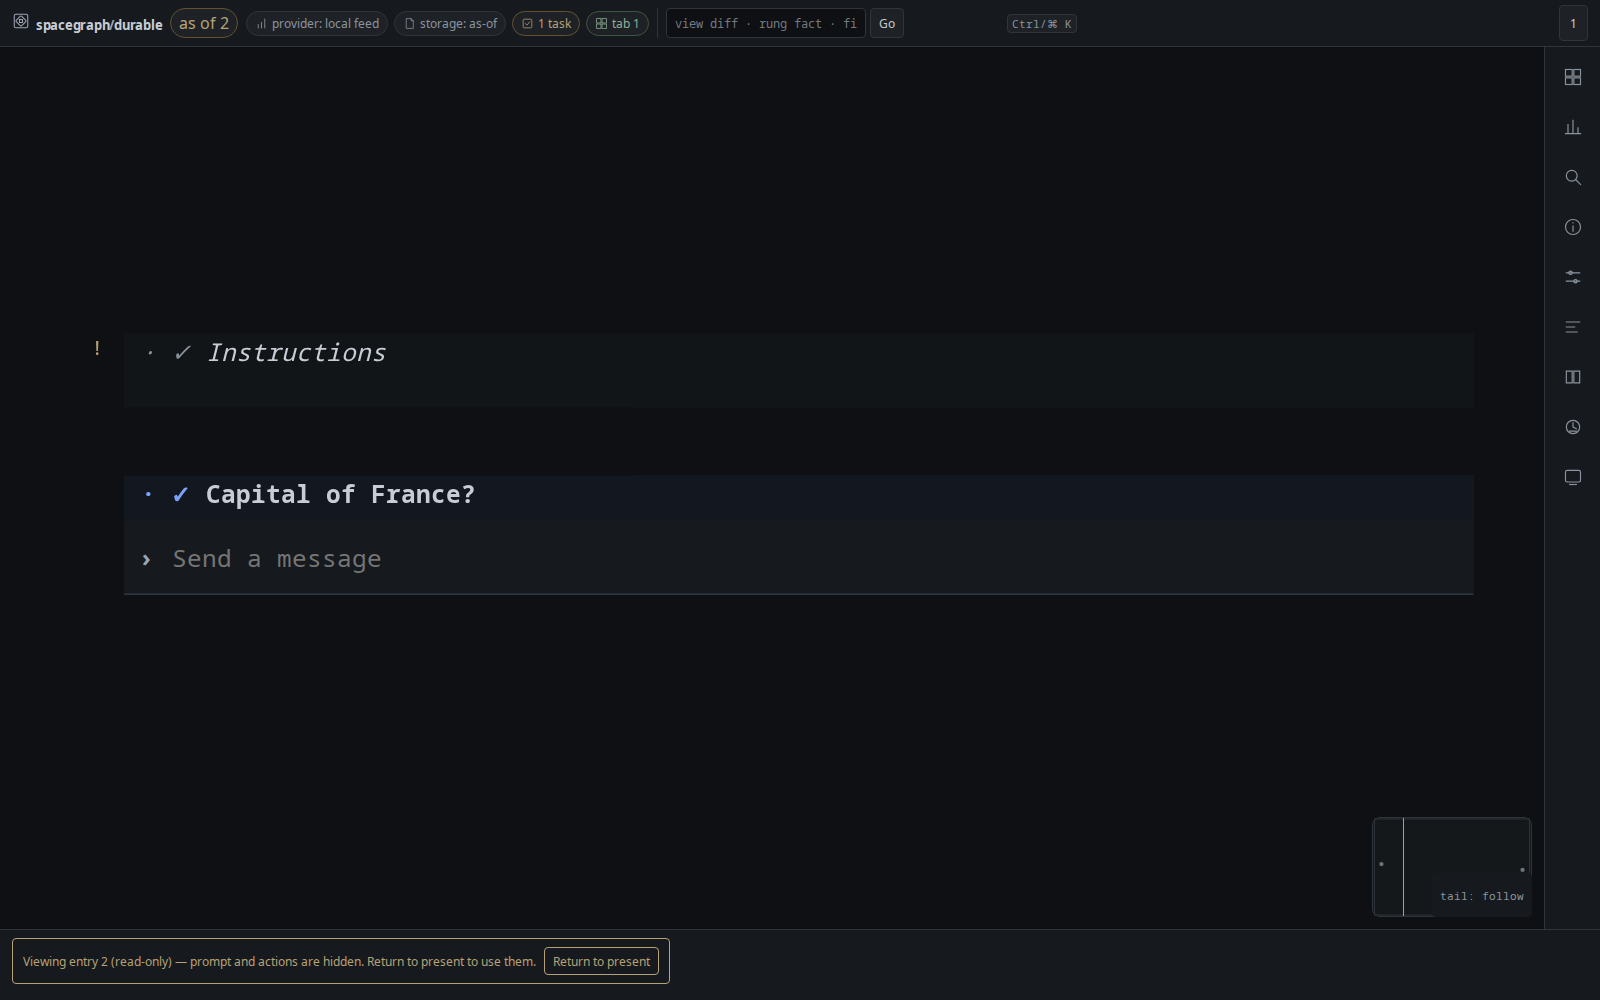 spacegraph/durable as of 2 provider: local feed storage: as-of 1 task tab 1 view diff · rung fact · fi Go Ctrl/⌘ K 1
! · ✓ Instructions
· ✓ Capital of France?
› Send a message
tail: follow
Viewing entry 2 (read-only) — prompt and actions are hidden. Return to present to use them. Return to present